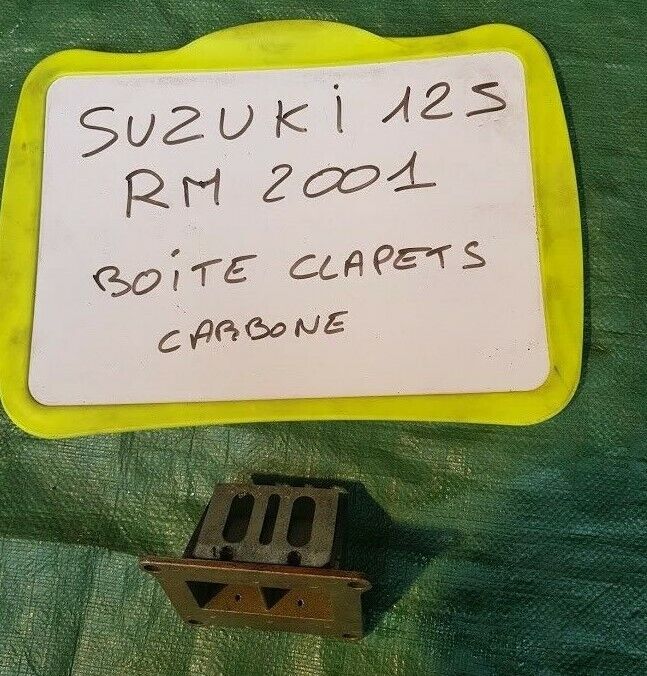 SUZUKi 125
RM 2001
BOiTE CLAPETS
CARBONE